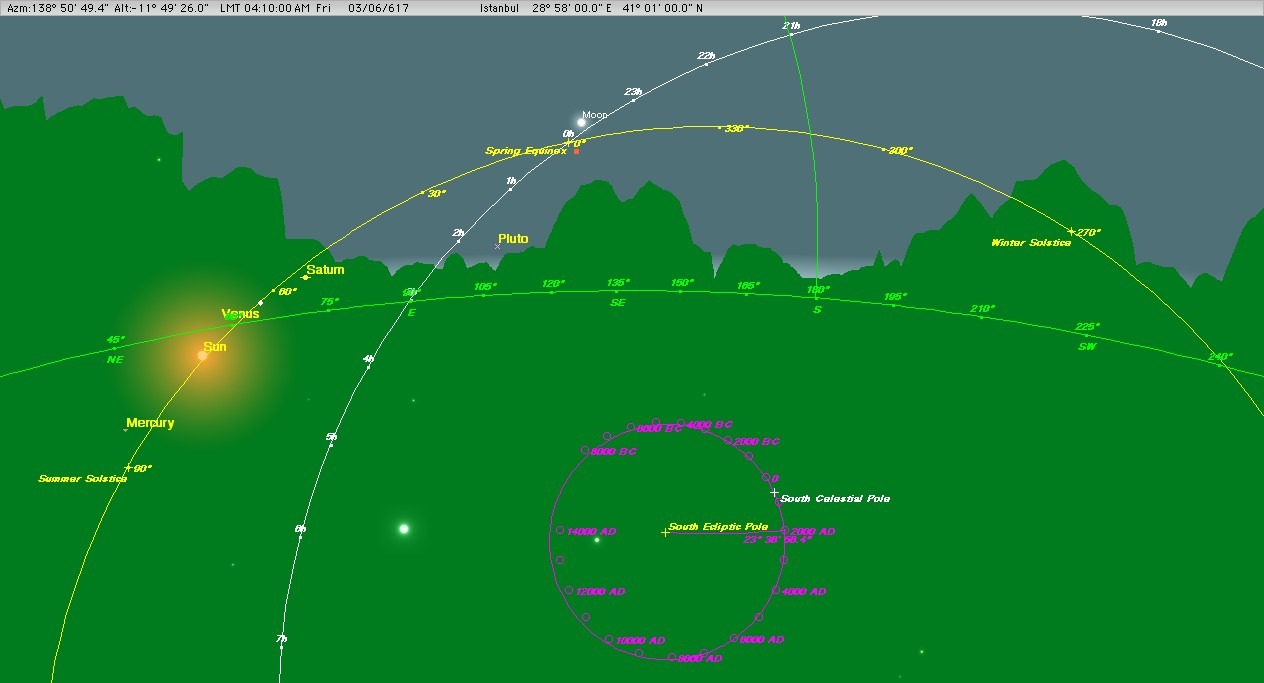 Azm:138° 50' 49.4" Alt:-11° 49' 26.0" LMT 04:10:00 AM Fri 03/06/617 Istanbul 28° 58' 00.0" E 41° 01' 00.0" N
21h
18h
22h
23h
Moon
0h
0°
330°
Spring Equinox
300°
1h
30°
2h
Pluto
270°
Winter Solstice
Saturn
60°
75°
105°
120°
135°
150°
165°
180°
195°
210°
225°
240°
E
SE
S
SW
Venus
45°
NE
Sun
4h
Mercury
5h
90°
Summer Solstice
6000 BC
4000 BC
2000 BC
8000 BC
0
South Celestial Pole
6h
14000 AD
South Ecliptic Pole
2000 AD
12000 AD
4000 AD
7h
10000 AD
6000 AD
8000 AD